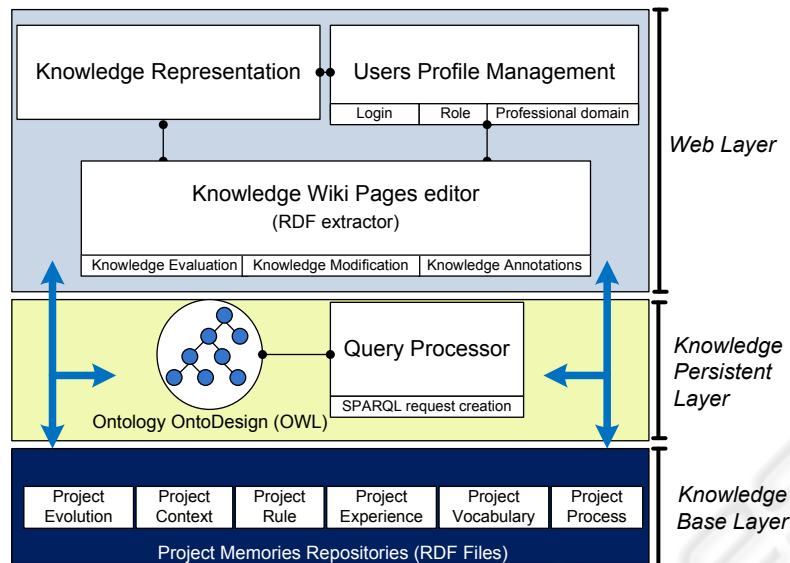 Knowledge Representation
Users Profile Management
Login
Role
Professional domain
Web Layer
Knowledge Wiki Pages editor
(RDF extractor)
Knowledge Evaluation
Knowledge Modification
Knowledge Annotations
Query Processor
SPARQL request creation
Ontology OntoDesign (OWL)
Knowledge
Persistent
Layer
Project
Evolution
Project
Context
Project
Rule
Project
Experience
Project
Vocabulary
Project
Process
Project Memories Repositories (RDF Files)
Knowledge
Base Layer